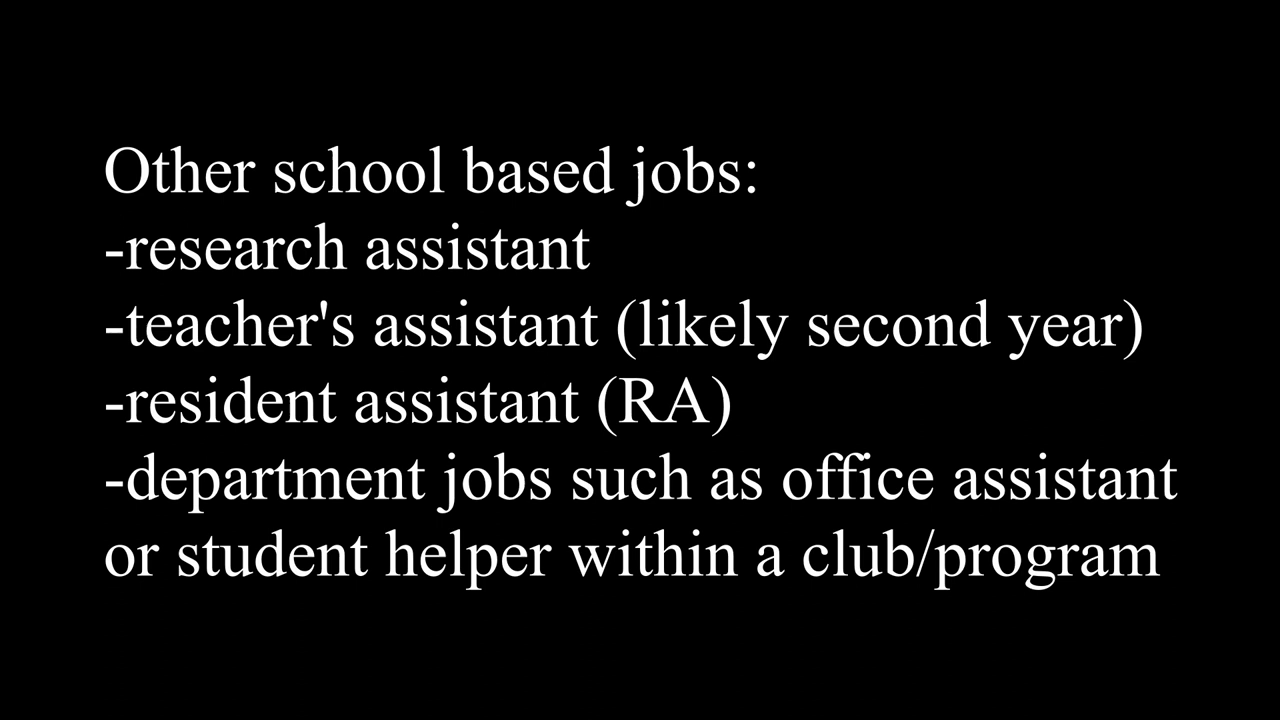 Other school based jobs:
-research assistant
-teacher's assistant (likely second year)
-resident assistant (RA)
-department jobs such as office assistant
or student helper within a club/program